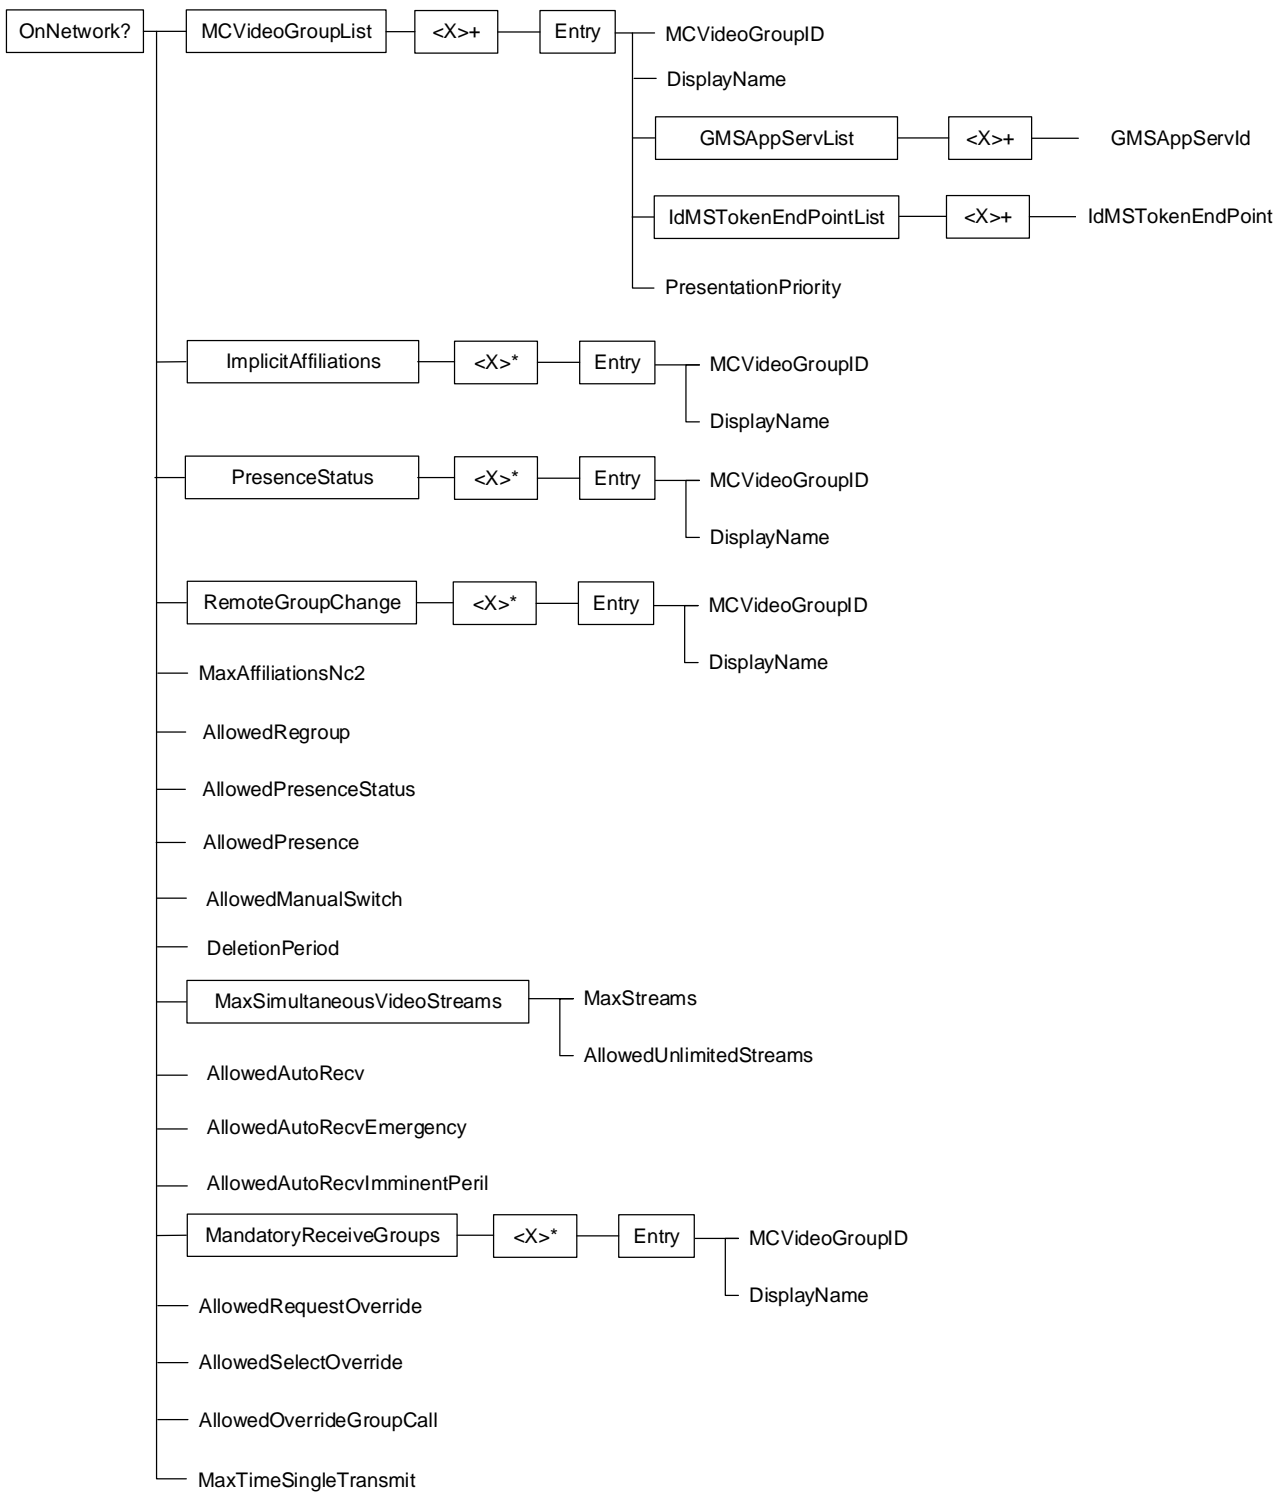 OnNetwork?
MCVideoGroupList
<X>+
Entry
MCVideoGroupID
DisplayName
GMSAppServList
<X>+
GMSAppServId
IdMSTokenEndPointList
<X>+
IdMSTokenEndPoint
PresentationPriority
ImplicitAffiliations
<X>*
Entry
MCVideoGroupID
DisplayName
PresenceStatus
<X>*
Entry
MCVideoGroupID
DisplayName
RemoteGroupChange
<X>*
Entry
MCVideoGroupID
DisplayName
MaxAffiliationsNc2
AllowedRegroup
AllowedPresenceStatus
AllowedPresence
AllowedManualSwitch
DeletionPeriod
MaxSimultaneousVideoStreams
MaxStreams
AllowedUnlimitedStreams
AllowedAutoRecv
AllowedAutoRecvEmergency
AllowedAutoRecvImminentPeril
MandatoryReceiveGroups
<X>*
Entry
MCVideoGroupID
DisplayName
AllowedRequestOverride
AllowedSelectOverride
AllowedOverrideGroupCall
MaxTimeSingleTransmit